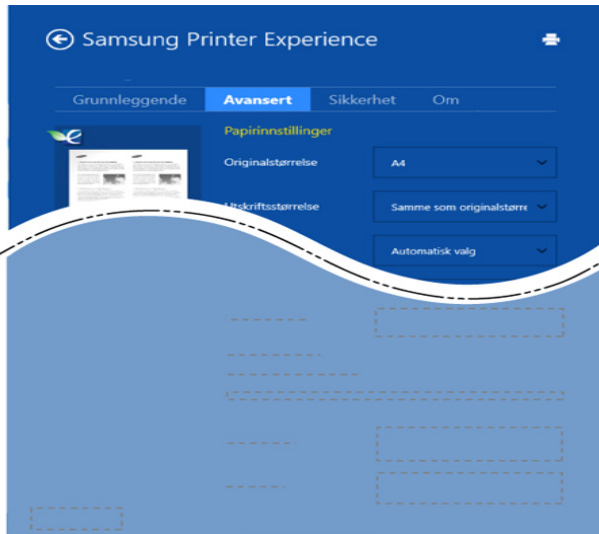 Samsung Printer Experience
Grunnleggende Avansert Sikkerhet Om
Papirinnstillinger
Originalstørrelse A4
Utskriftsstørrelse Samme som originalstørre
Automatisk valg